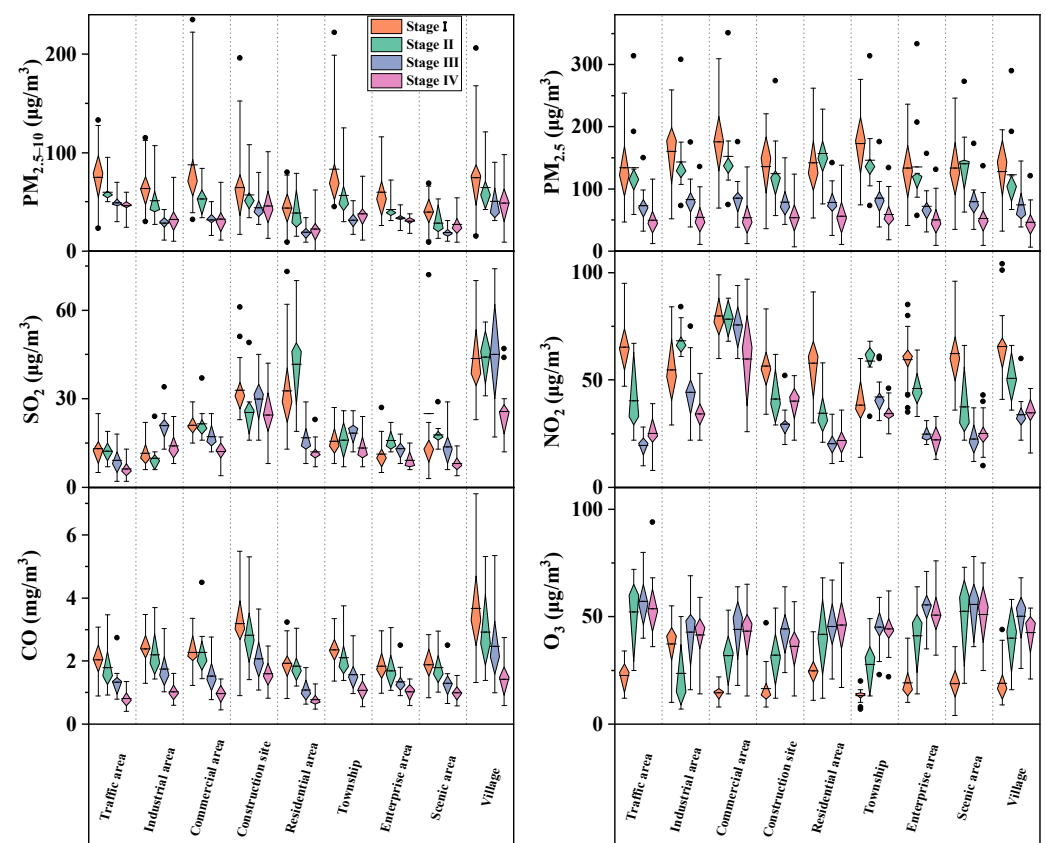 PM2.5–10 (μg/m³)
200
100
0
Stage I
Stage II
Stage III
Stage IV
PM2.5 (μg/m³)
300
200
100
0
SO2 (μg/m³)
60
30
0
NO2 (μg/m³)
100
50
0
CO (mg/m³)
6
4
2
0
O3 (μg/m³)
100
50
0
Traffic area
Industrial area
Commercial area
Construction site
Residential area
Township
Enterprise area
Scenic area
Village
Traffic area
Industrial area
Commercial area
Construction site
Residential area
Township
Enterprise area
Scenic area
Village